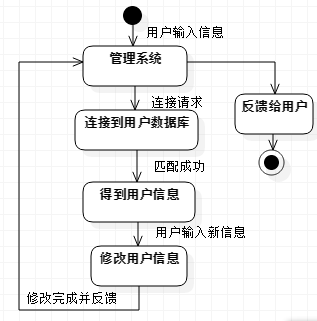 用户输入信息
管理系统
连接请求
反馈给用户
连接到用户数据库
匹配成功
得到用户信息
用户输入新信息
修改用户信息
修改完成并反馈